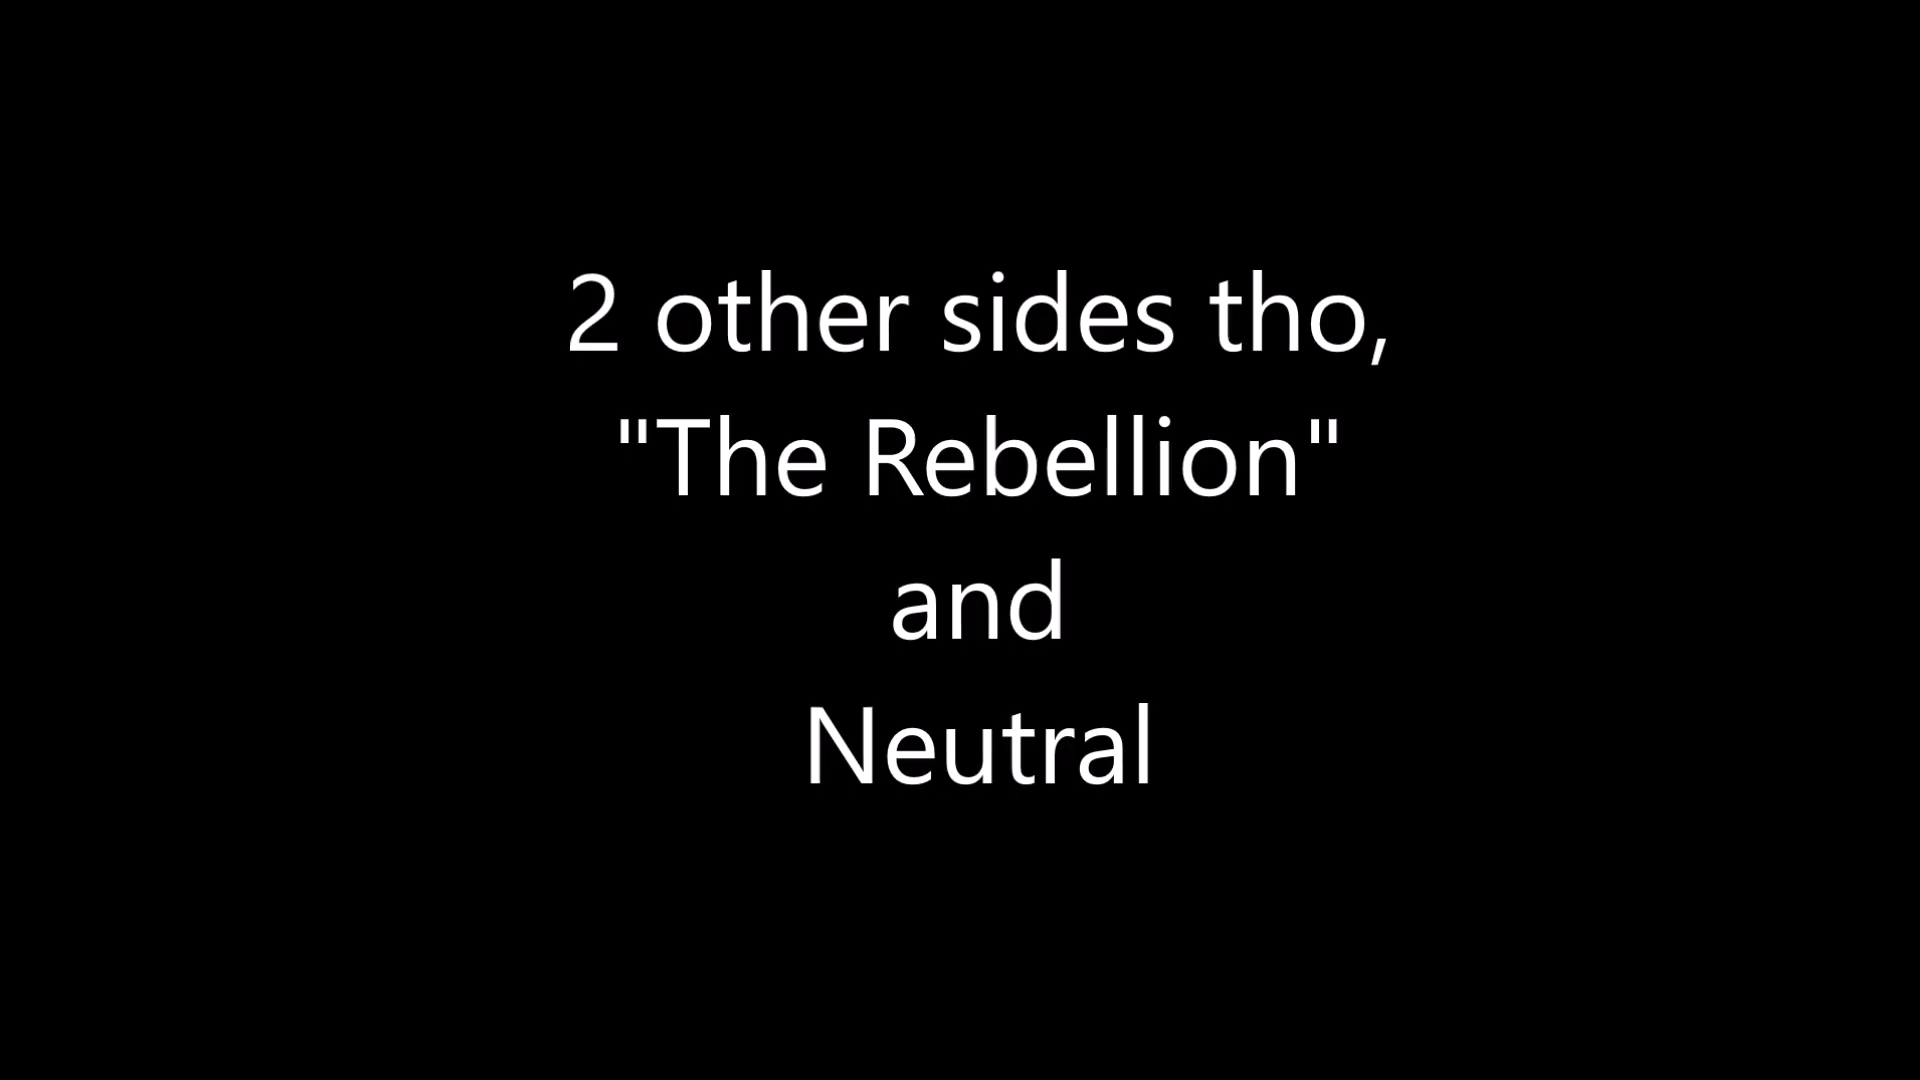 2 other sides tho,
"The Rebellion"
and
Neutral